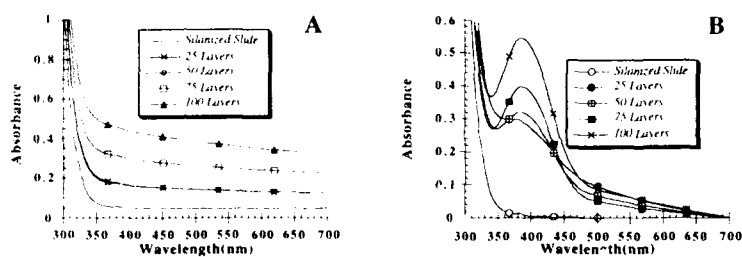 A
Silanized Slide
25 Layers
50 Layers
75 Layers
100 Layers
Absorbance
1
0.8
0.6
0.4
0.2
0
300 350 400 450 500 550 600 650 700
Wavelength(nm)
B
Silanized Slide
25 Layers
50 Layers
75 Layers
100 Layers
Absorbance
0.6
0.5
0.4
0.3
0.2
0.1
0
300 350 400 450 500 550 600 650 700
Wavelength(nm)